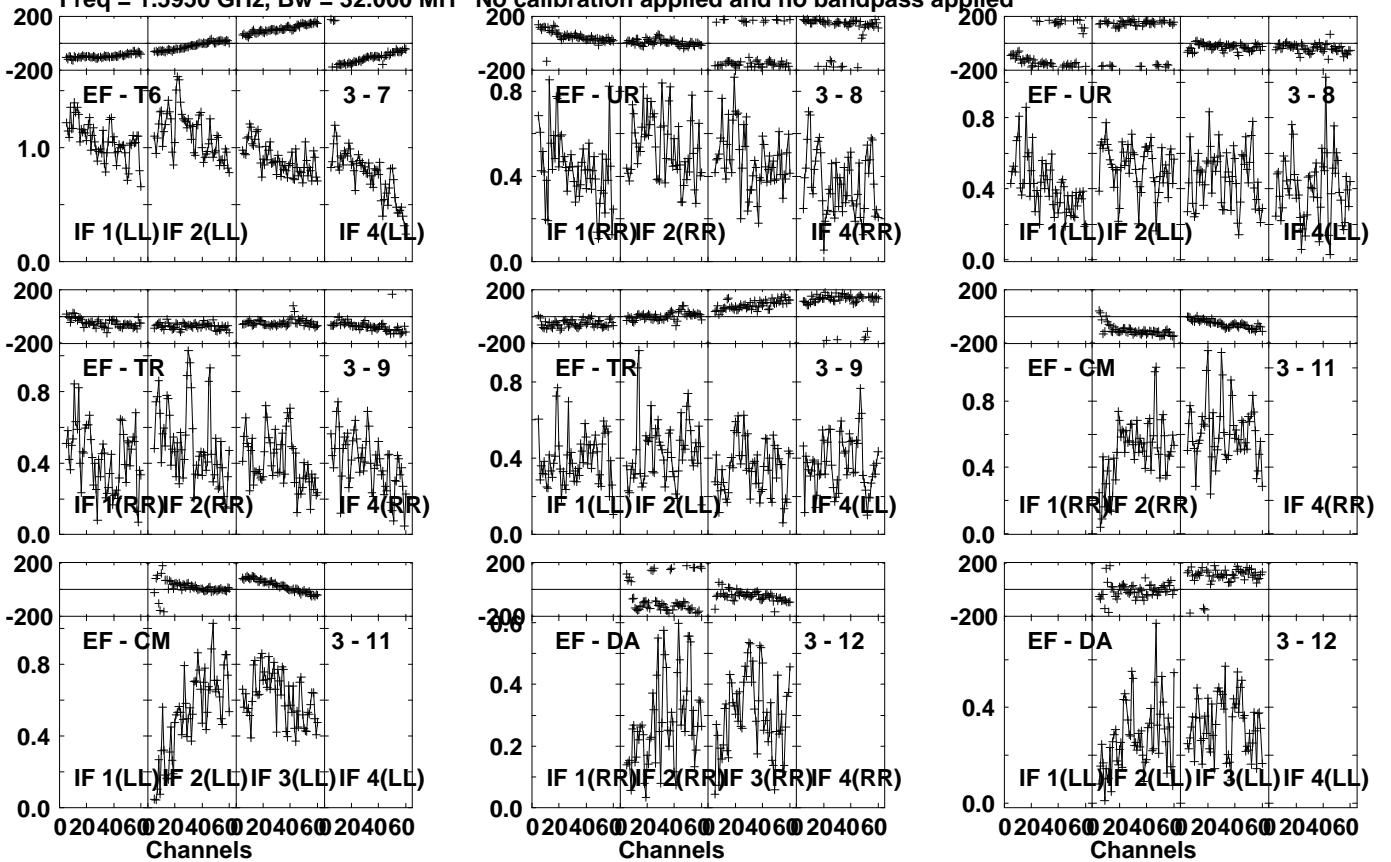 Freq = 1.5950 GHz, Bw = 32.000 MH No calibration applied and no bandpass applied
200
-200
EF - T6 3 - 7
1.0
0.0
IF 1(LL) IF 2(LL) IF 4(LL)
200
-200
EF - UR 3 - 8
0.8
0.4
0.0
IF 1(RR) IF 2(RR) IF 4(RR)
200
-200
EF - UR 3 - 8
0.8
0.4
0.0
IF 1(LL) IF 2(LL) IF 4(LL)
200
-200
EF - TR 3 - 9
0.8
0.4
0.0
IF 1(RR) IF 2(RR) IF 4(RR)
200
-200
EF - TR 3 - 9
0.8
0.4
0.0
IF 1(LL) IF 2(LL) IF 4(LL)
200
-200
EF - CM 3 - 11
0.8
0.4
0.0
IF 1(RR) IF 2(RR) IF 4(RR)
200
-200
EF - CM 3 - 11
0.8
0.4
0.0
IF 1(LL) IF 2(LL) IF 3(LL) IF 4(LL)
0 20 40 60 0 20 40 60 0 20 40 60 0 20 40 60
Channels
200
-200
0.6
EF - DA 3 - 12
0.4
0.2
0.0
IF 1(RR) IF 2(RR) IF 3(RR) IF 4(RR)
0 20 40 60 0 20 40 60 0 20 40 60 0 20 40 60
Channels
200
-200
EF - DA 3 - 12
0.4
0.0
IF 1(LL) IF 2(LL) IF 3(LL) IF 4(LL)
0 20 40 60 0 20 40 60 0 20 40 60 0 20 40 60
Channels